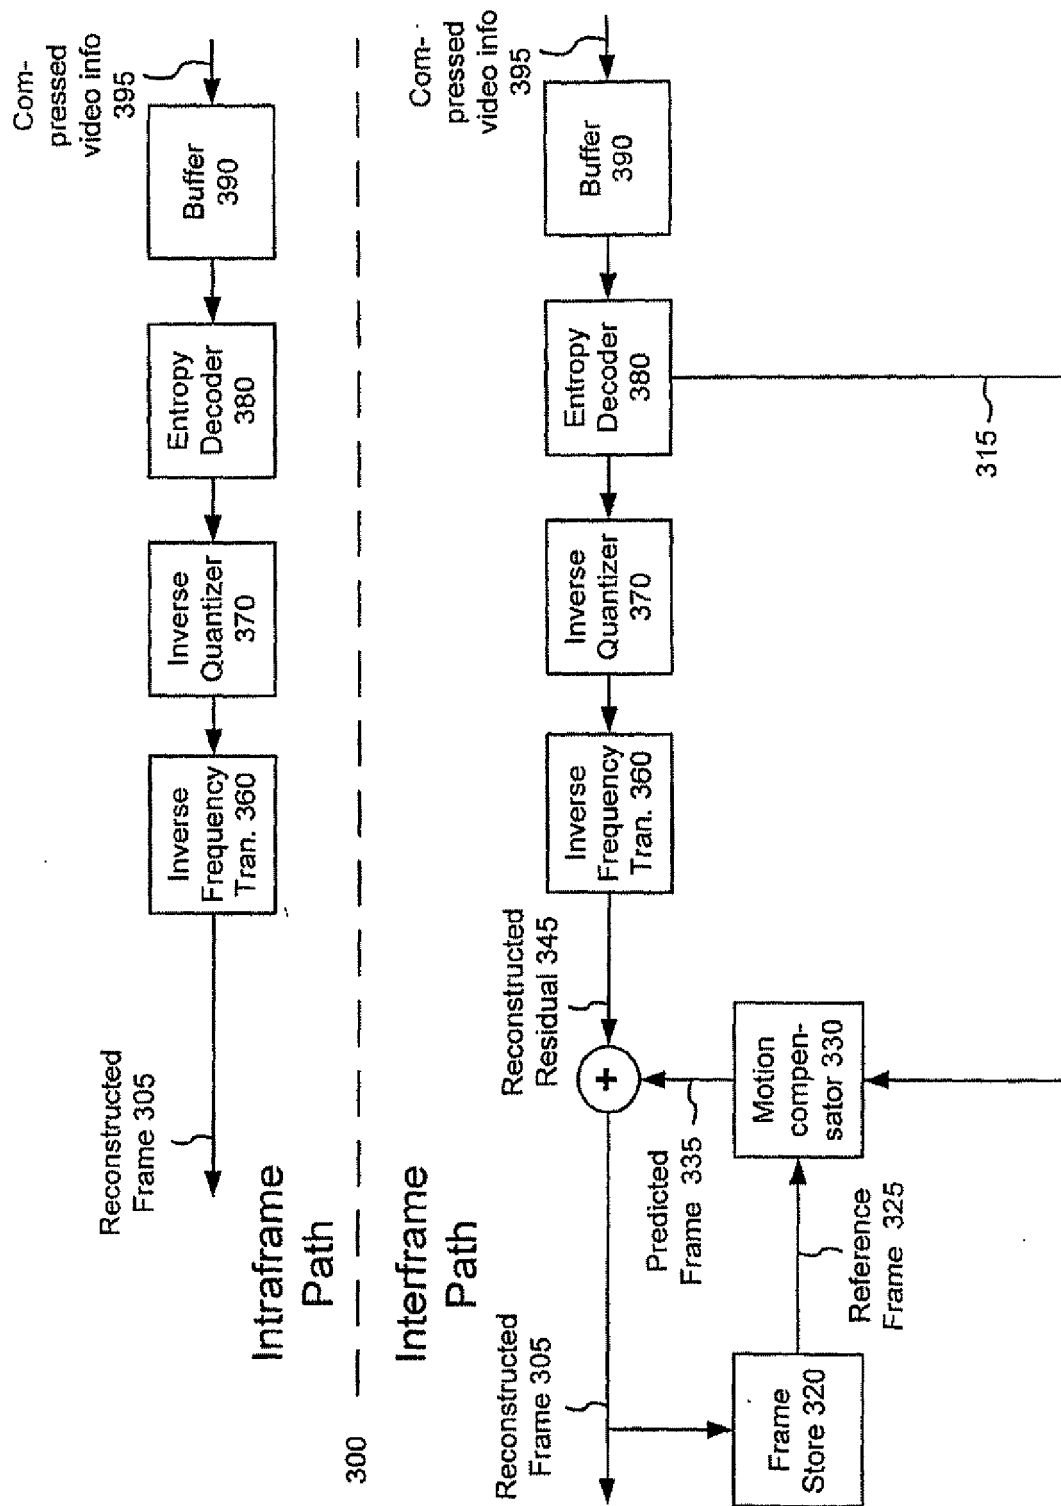 Com-
pressed
video info
395
Buffer
390
Entropy
Decoder
380
Inverse
Quantizer
370
Inverse
Frequency
Tran. 360
Reconstructed
Frame 305
Intraframe
Path
300
Interframe
Path
Com-
pressed
video info
395
Buffer
390
Entropy
Decoder
380
Inverse
Quantizer
370
Inverse
Frequency
Tran. 360
Reconstructed
Residual 345
+
Reconstructed
Frame 305
Predicted
Frame 335
Motion
compen-
sator 330
Reference
Frame 325
Frame
Store 320
315